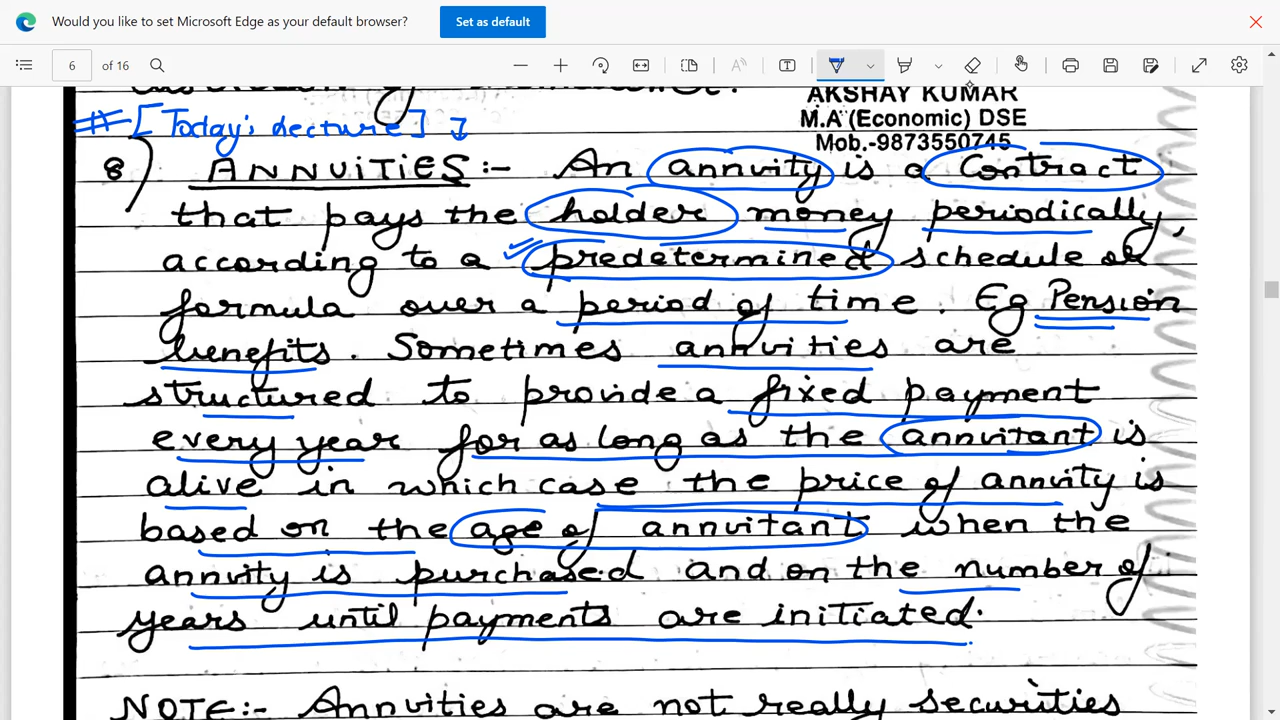 Would you like to set Microsoft Edge as your default browser?
Set as default
6 of 16
AKSHAY KUMAR
M.A (Economic) DSE
Mob.-9873550745
# [Today's Lecture] ↓
8) ANNUITIES :- An annuity is a Contract
that pays the holder money periodically,
according to a predetermined schedule or
formula over a period of time. Eg Pension
benefits. Sometimes annuities are
structured to provide a fixed payment
every year for as long as the annuitant is
alive in which case the price of annuity is
based on the age of annuitant when the
annuity is purchased and on the number of
years until payments are initiated.
NOTE:- Annuities are not really securities